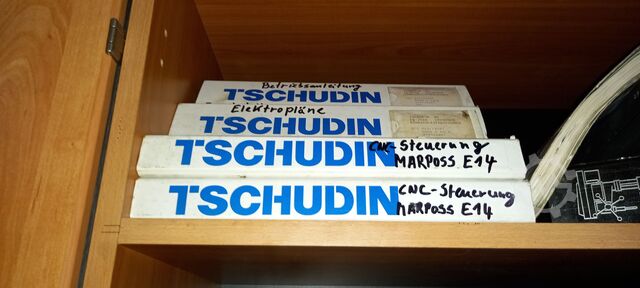 Betriebsanleitung
TSCHUDIN
Elektropläne
TSCHUDIN
TSCHUDIN
CNC-Steuerung
MARPOSS E14
TSCHUDIN
CNC-Steuerung
MARPOSS E14